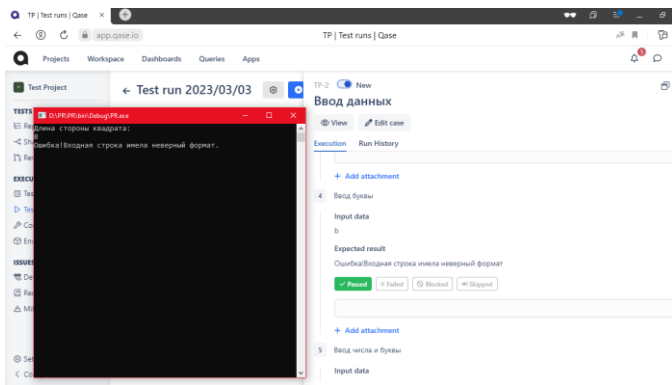 TP | Test runs | Qase
app.qase.io
TP | Test runs | Qase
Projects
Workspace
Dashboards
Queries
Apps
Test Project
← Test run 2023/03/03
TESTS
EXECU
ISSUES
D:\PR\PR\bin\Debug\PR.exe
Длина стороны квадрата:
Ошибка!Входная строка имела неверный формат.
TP-2
New
Ввод данных
View
Edit case
Execution
Run History
+ Add attachment
4
Ввод буквы
Input data
b
Expected result
Ошибка!Входная строка имела неверный формат
Passed
Failed
Blocked
Skipped
+ Add attachment
5
Ввод числа и буквы
Input data